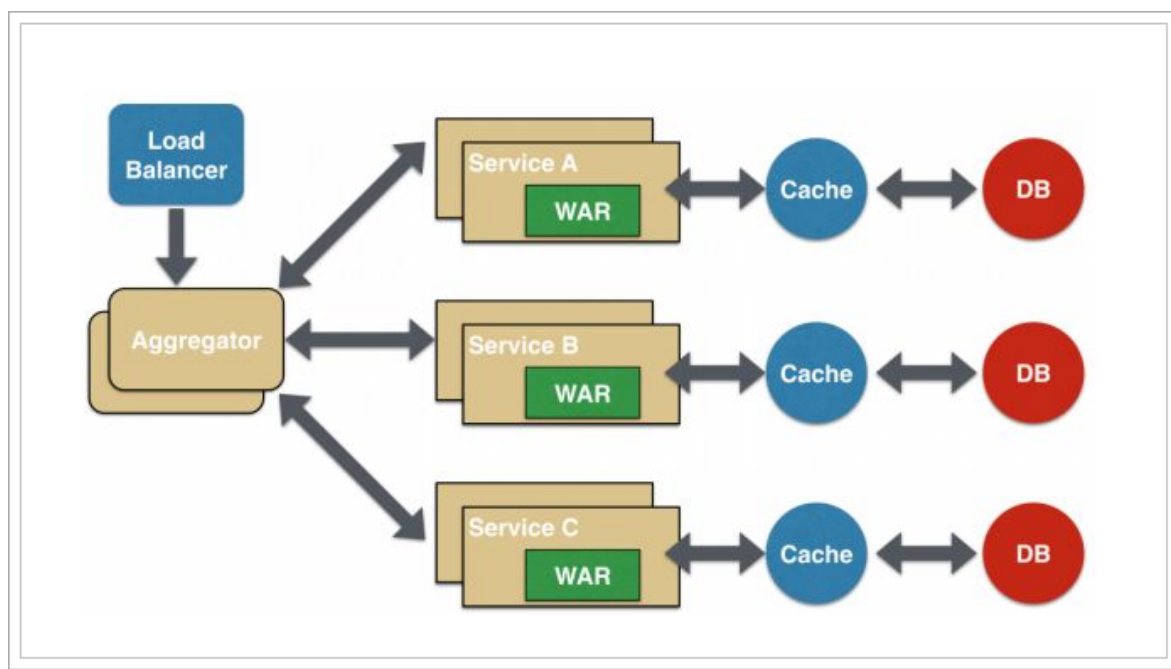 Load
Balancer
Aggregator
Service A
WAR
Cache
DB
Service B
WAR
Cache
DB
Service C
WAR
Cache
DB